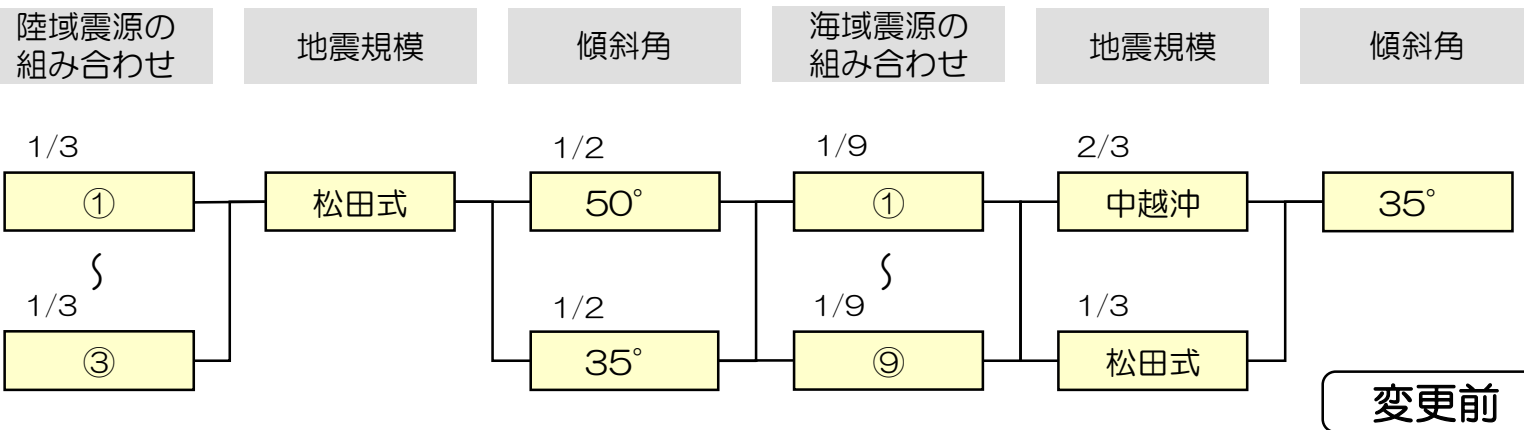 陸域震源の
組み合わせ
地震規模
傾斜角
海域震源の
組み合わせ
地震規模
傾斜角
1/3
1/2
1/9
2/3
①
松田式
50°
①
中越沖
35°
～
～
1/3
1/2
1/9
1/3
③
35°
⑨
松田式
変更前